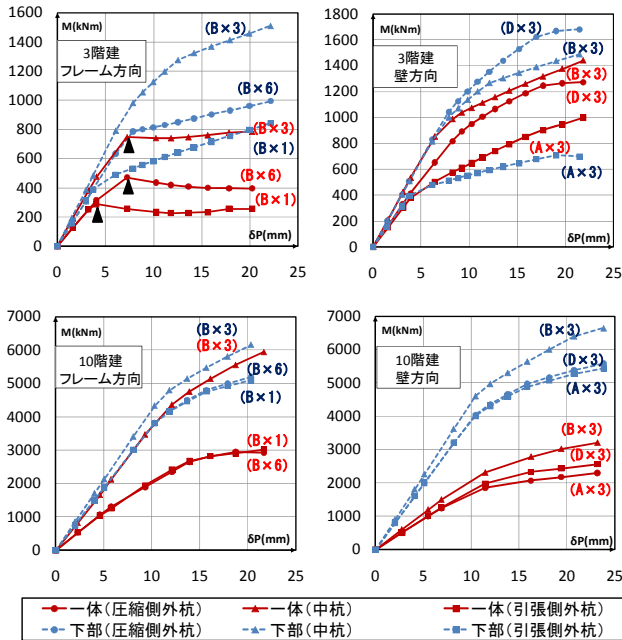 M(kNm)
1600
1400
1200
1000
800
600
400
200
0
0 5 10 15 20 25
δP(mm)
3階建
フレーム方向
(B×3)
(B×6)
(B×3)
(B×1)
(B×6)
(B×1)
M(kNm)
1800
1600
1400
1200
1000
800
600
400
200
0
0 5 10 15 20 25
δP(mm)
3階建
壁方向
(D×3)
(B×3)
(B×3)
(D×3)
(A×3)
(A×3)
M(kNm)
7000
6000
5000
4000
3000
2000
1000
0
0 5 10 15 20 25
δP(mm)
10階建
フレーム方向
(B×3)
(B×3)
(B×6)
(B×1)
(B×1)
(B×6)
M(kNm)
7000
6000
5000
4000
3000
2000
1000
0
0 5 10 15 20 25
δP(mm)
10階建
壁方向
(B×3)
(D×3)
(A×3)
(B×3)
(D×3)
(A×3)
一体(圧縮側外杭) 一体(中杭) 一体(引張側外杭)
下部(圧縮側外杭) 下部(中杭) 下部(引張側外杭)